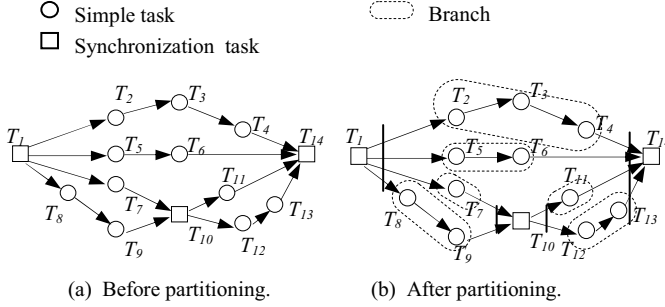 Simple task
Branch
Synchronization task
T2
T3
T4
T1
T5
T6
T14
T11
T8
T7
T13
T9
T10
T12
T2
T3
T4
T1
T5
T6
T1
T11
T8
T7
T13
T9
T10
T12
(a) Before partitioning.
(b) After partitioning.